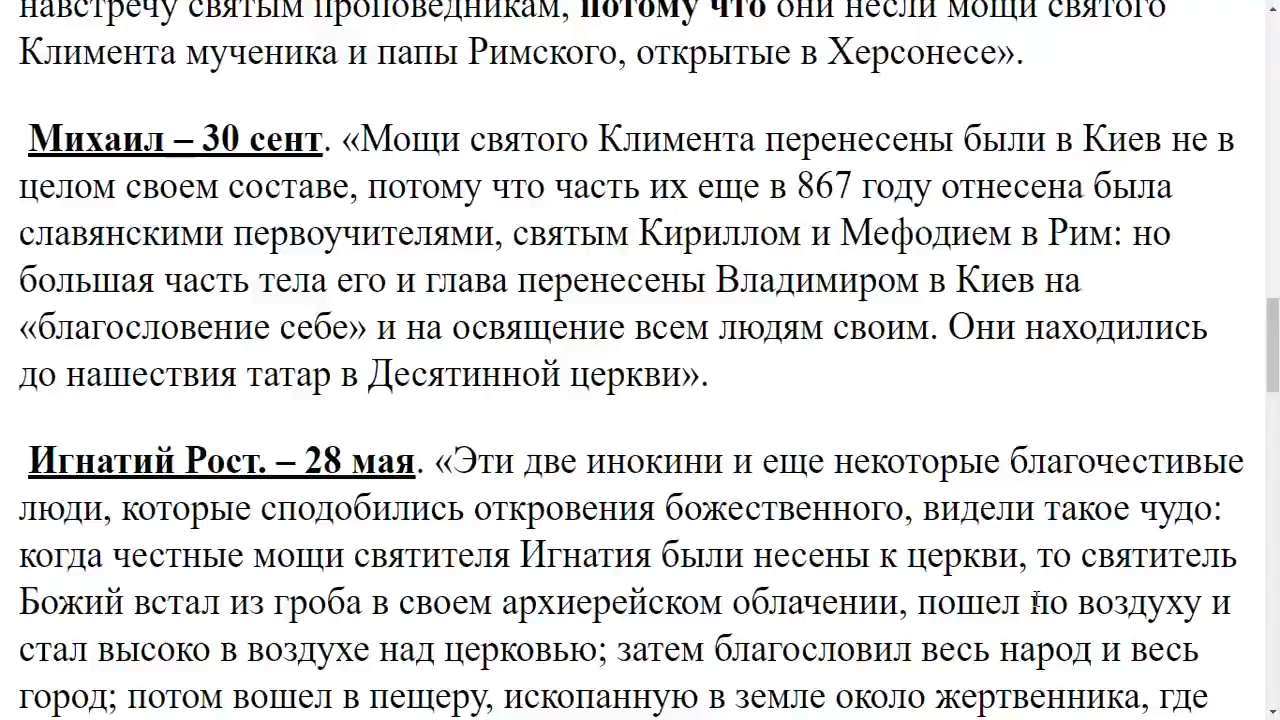 навстречу святым проповедникам, потому что они несли мощи святого
Климента мученика и папы Римского, открытые в Херсонесе».
Михаил – 30 сент. «Мощи святого Климента перенесены были в Киев не в
целом своем составе, потому что часть их еще в 867 году отнесена была
славянскими первоучителями, святым Кириллом и Мефодием в Рим: но
большая часть тела его и глава перенесены Владимиром в Киев на
«благословение себе» и на освящение всем людям своим. Они находились
до нашествия татар в Десятинной церкви».
Игнатий Рост. – 28 мая. «Эти две инокини и еще некоторые благочестивые
люди, которые сподобились откровения божественного, видели такое чудо:
когда честные мощи святителя Игнатия были несены к церкви, то святитель
Божий встал из гроба в своем архиерейском облачении, пошел по воздуху и
стал высоко в воздухе над церковью; затем благословил весь народ и весь
город; потом вошел в пещеру, ископанную в земле около жертвенника, где